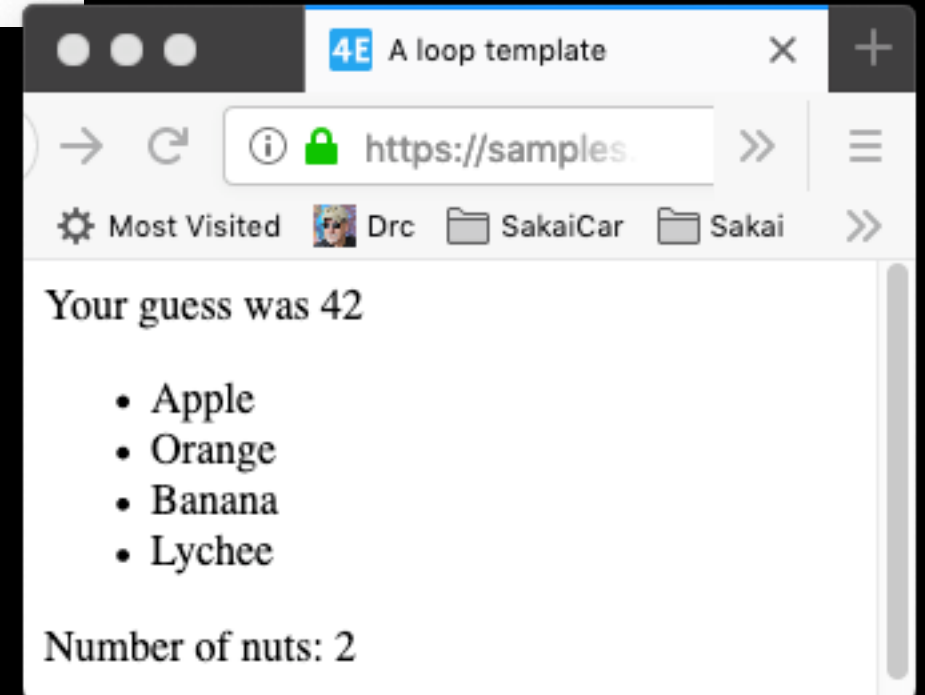 4E A loop template
https://samples.
Most Visited Drc SakaiCar Sakai
Your guess was 42
• Apple
• Orange
• Banana
• Lychee
Number of nuts: 2